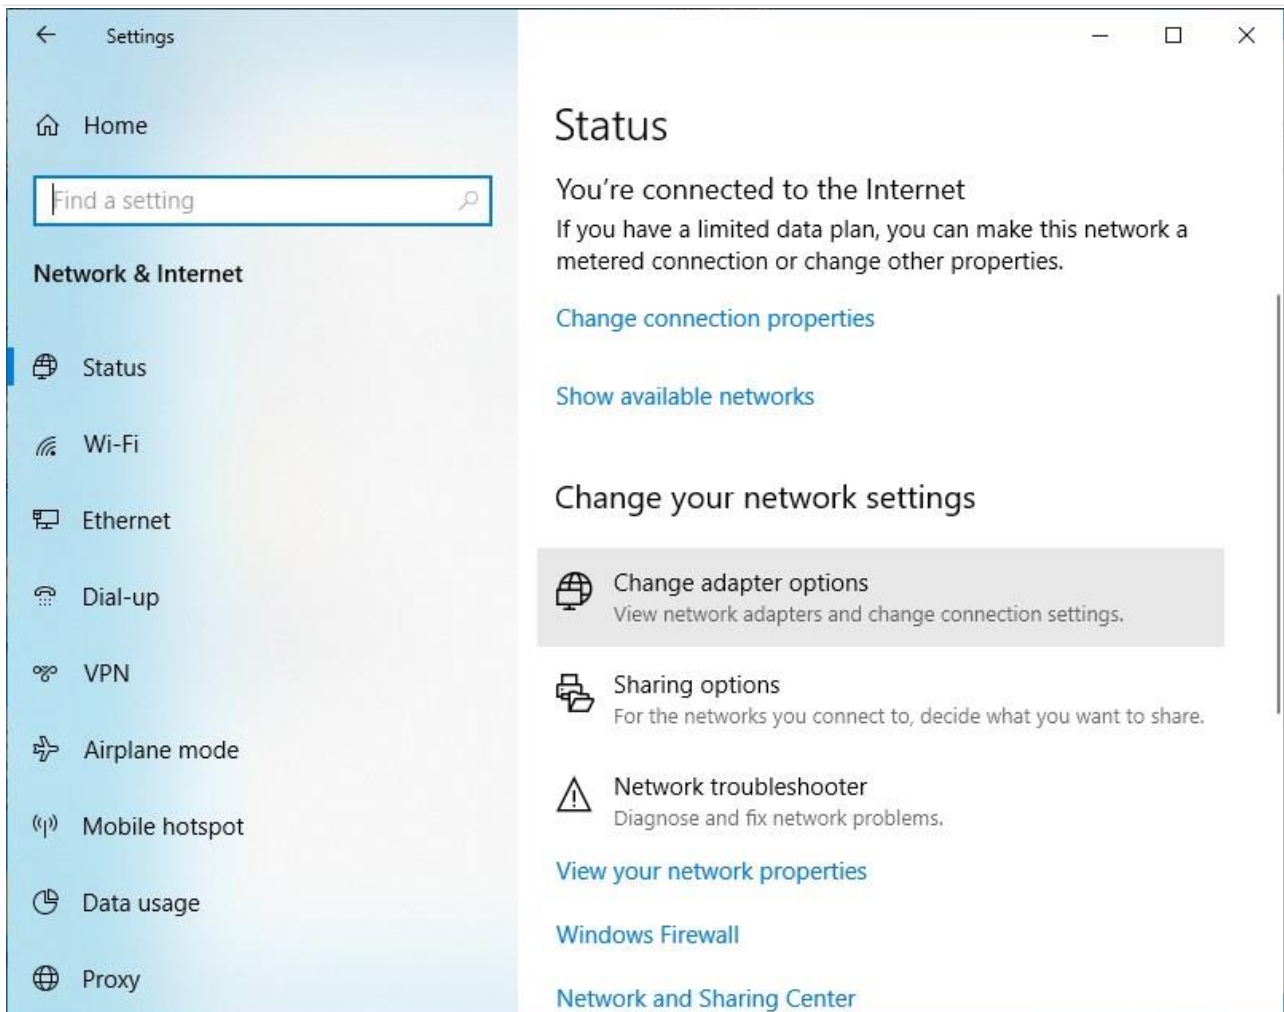 Settings
Home
Find a setting
Network & Internet
Status
Wi-Fi
Ethernet
Dial-up
VPN
Airplane mode
Mobile hotspot
Data usage
Proxy
Status
You’re connected to the Internet
If you have a limited data plan, you can make this network a
metered connection or change other properties.
Change connection properties
Show available networks
Change your network settings
Change adapter options
View network adapters and change connection settings.
Sharing options
For the networks you connect to, decide what you want to share.
Network troubleshooter
Diagnose and fix network problems.
View your network properties
Windows Firewall
Network and Sharing Center